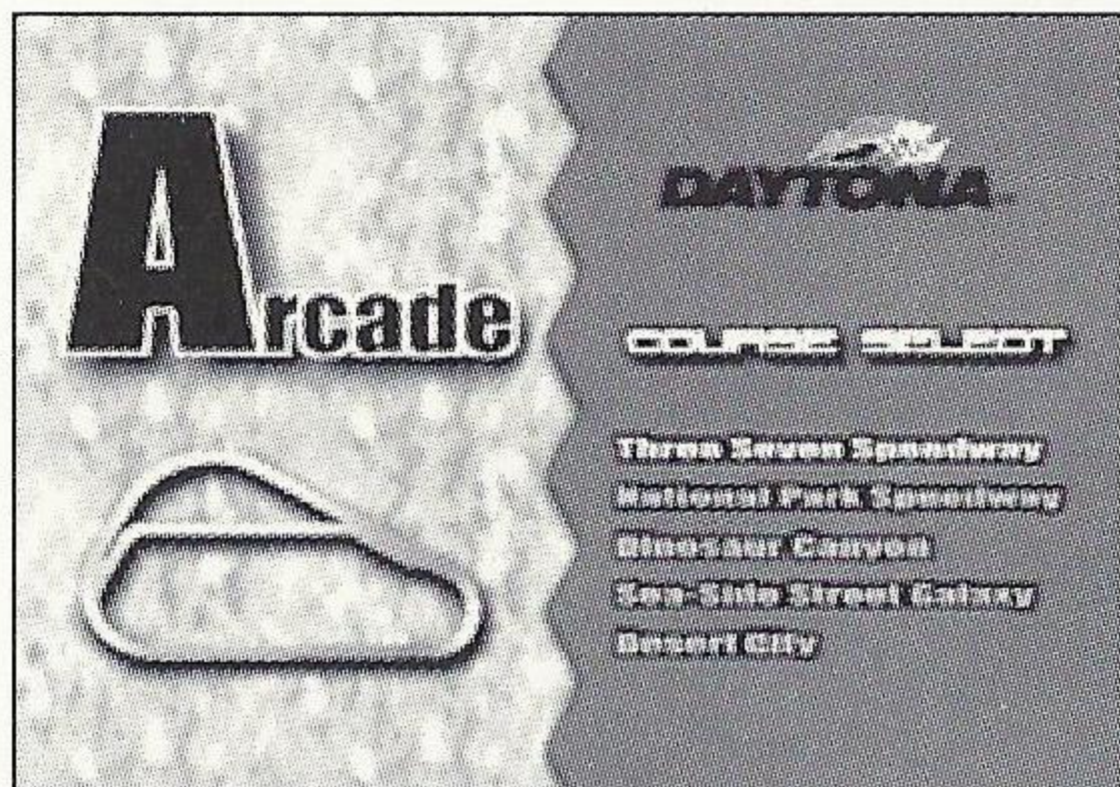 Arcade
DAYTONA
COURSE SELECT
Three Seven Speedway
National Park Speedway
Dinosaur Canyon
Sea-Side Street Galaxy
Desert City